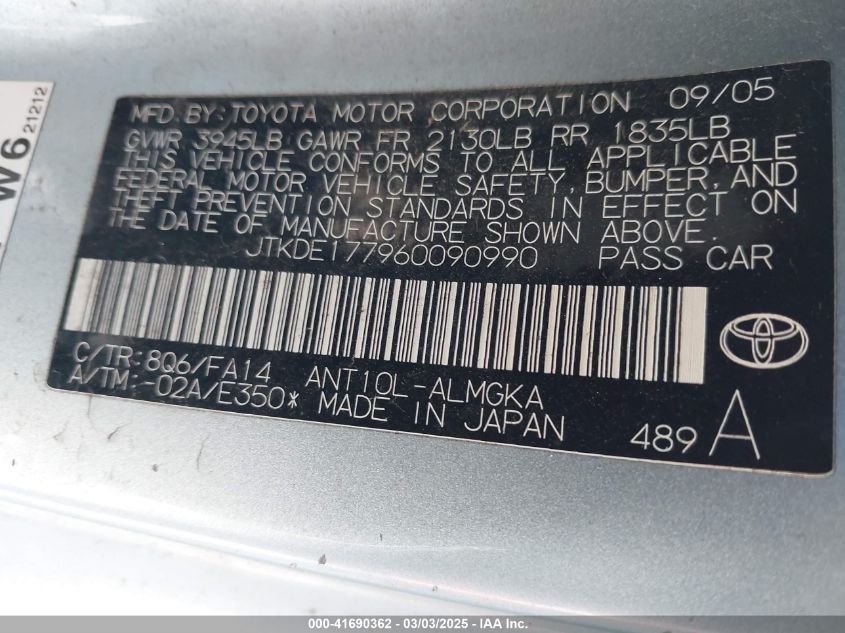 W6
21212
MFD.BY:TOYOTA MOTOR CORPORATION 09/05
GVWR 3945LB GAWR FR 2130LB RR 1835LB
THIS VEHICLE CONFORMS TO ALL APPLICABLE
FEDERAL MOTOR VEHICLE SAFETY,BUMPER,AND
THEFT PREVENTION STANDARDS IN EFFECT ON
THE DATE OF MANUFACTURE SHOWN ABOVE.
JTKDE177960090990 PASS CAR
C/TR:8Q6/FA14 ANT10L-ALMGKA
A/TM:-02A/E350* MADE IN JAPAN
489 A
000-41690362 / 03/03/2025 - IAA Inc.